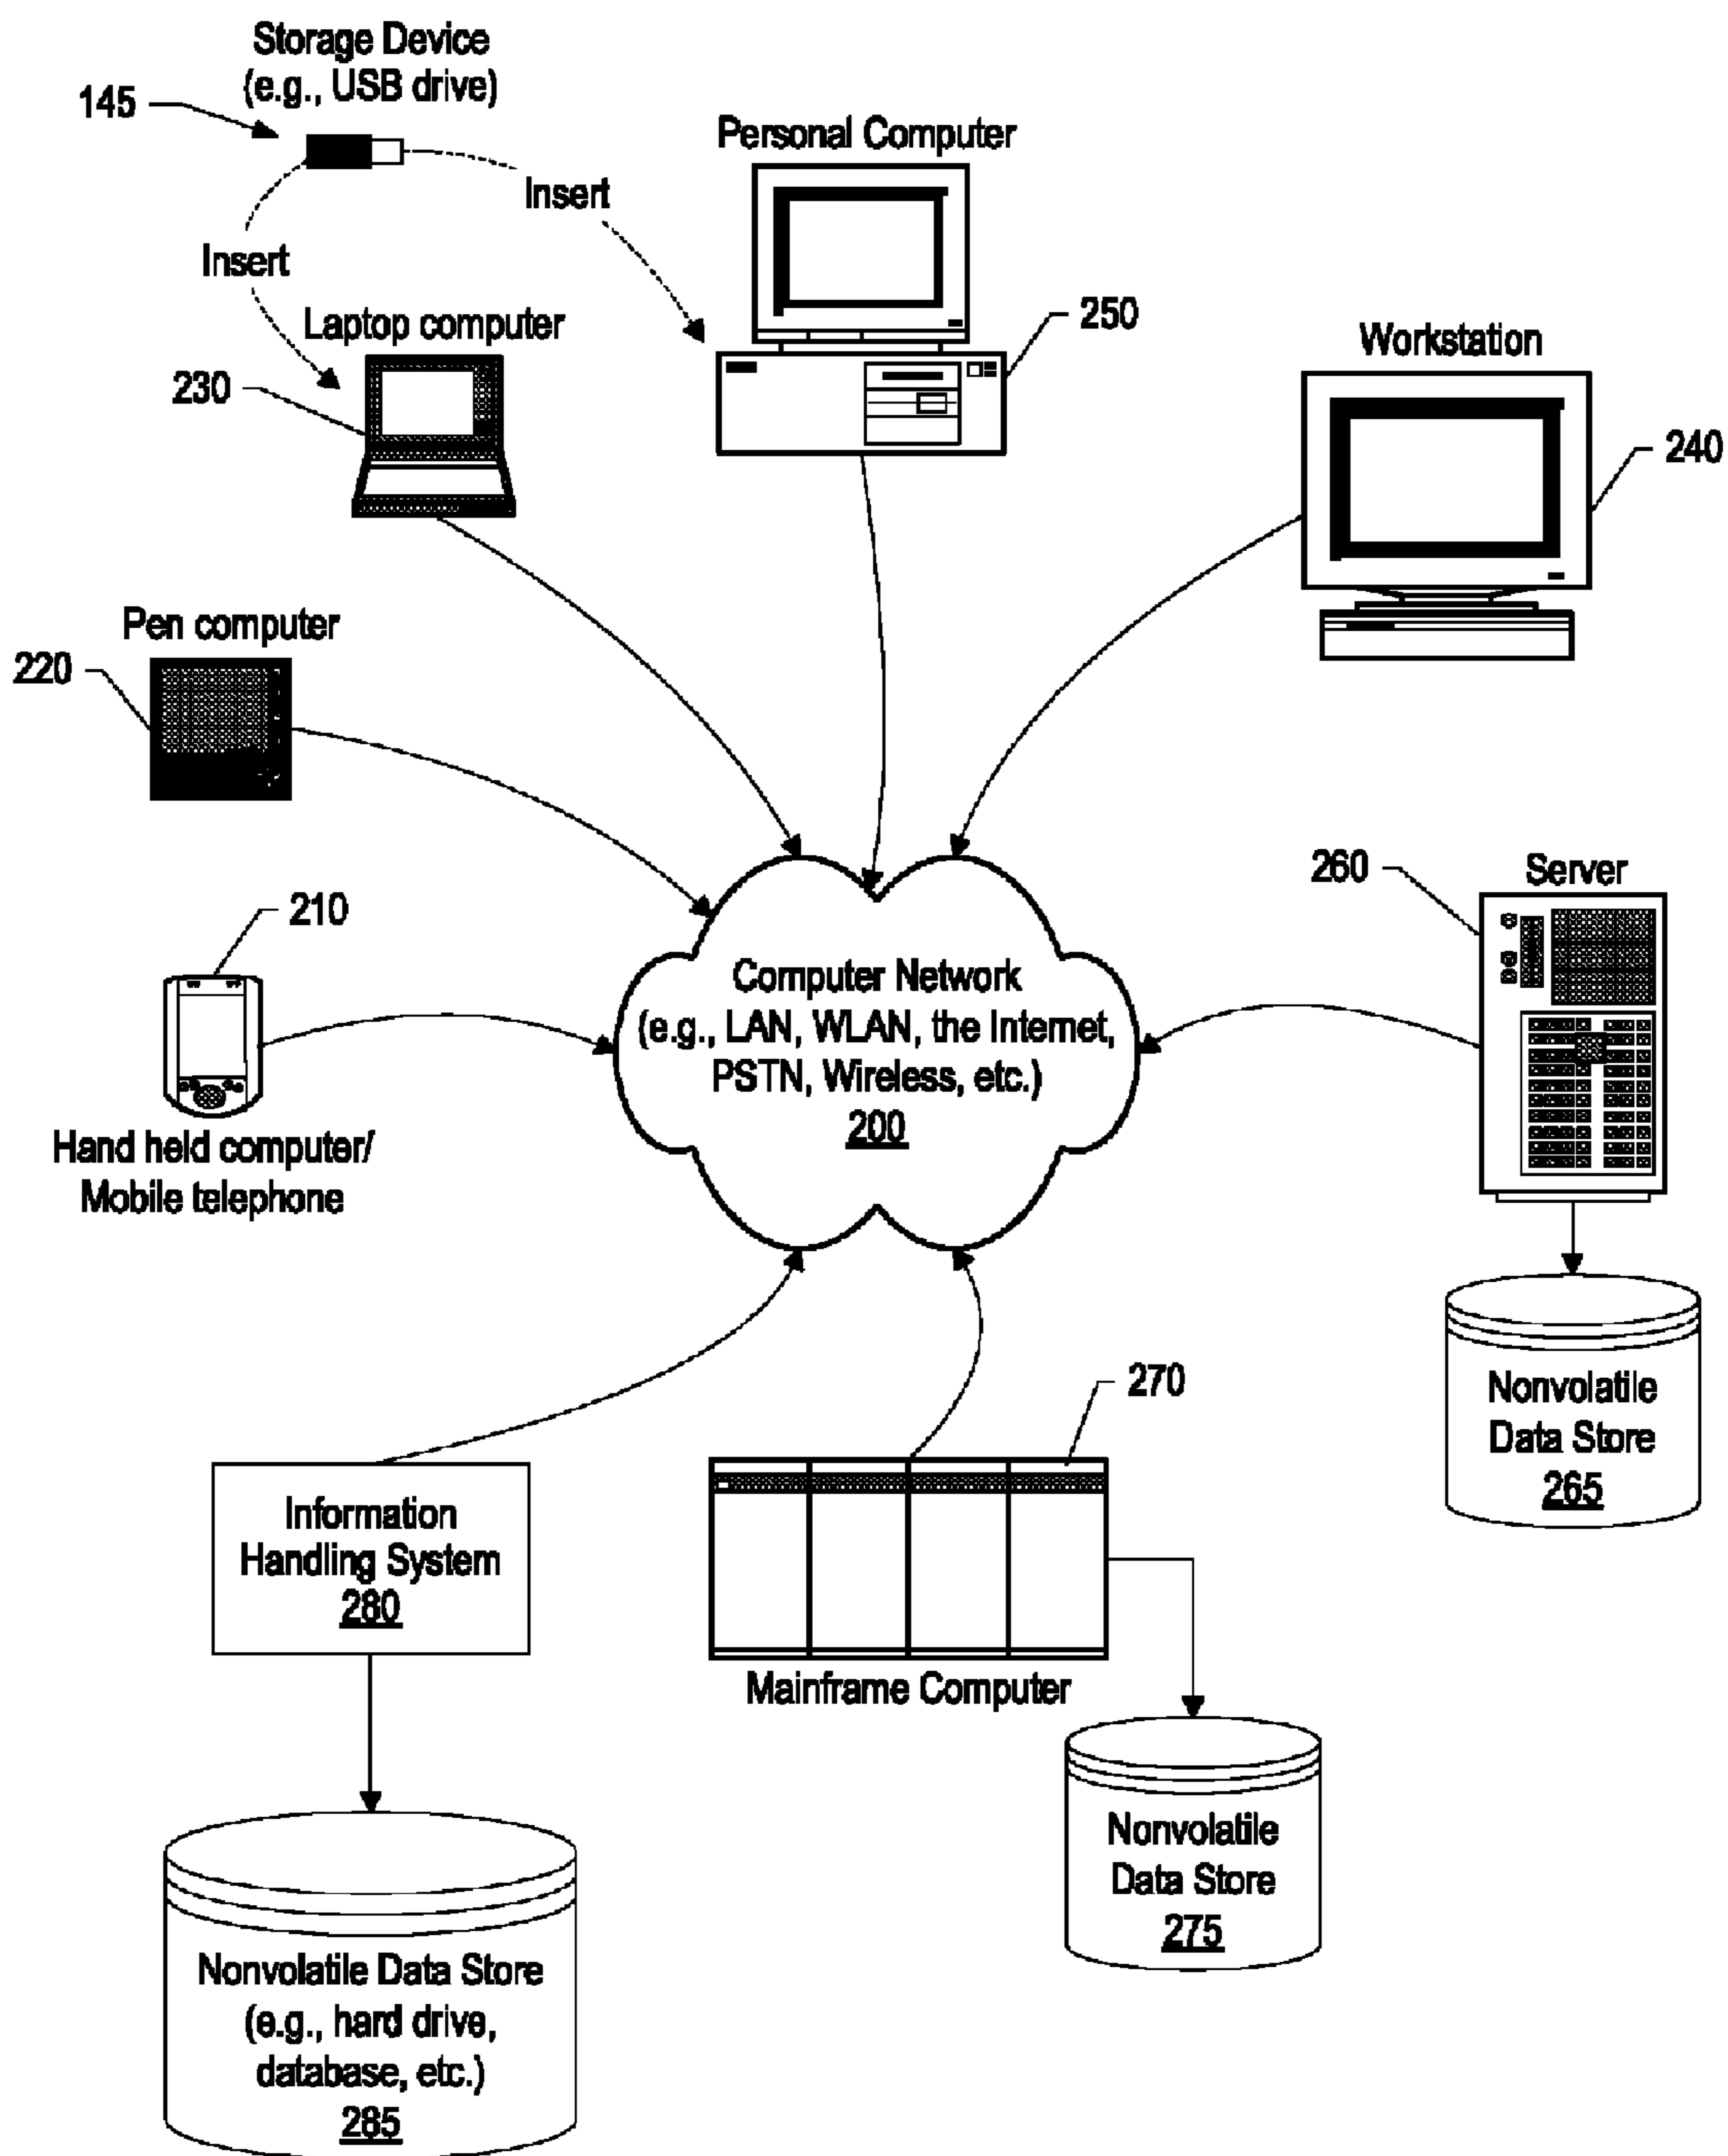 Storage Device
(e.g., USB drive)
145
Insert
Insert
Personal Computer
250
Laptop computer
230
Workstation
240
Pen computer
220
210
Hand held computer/
Mobile telephone
Computer Network
(e.g., LAN, WLAN, the Internet,
PSTN, Wireless, etc.)
200
260
Server
Nonvolatile
Data Store
265
Information
Handling System
280
270
Mainframe Computer
Nonvolatile
Data Store
275
Nonvolatile Data Store
(e.g., hard drive,
database, etc.)
285